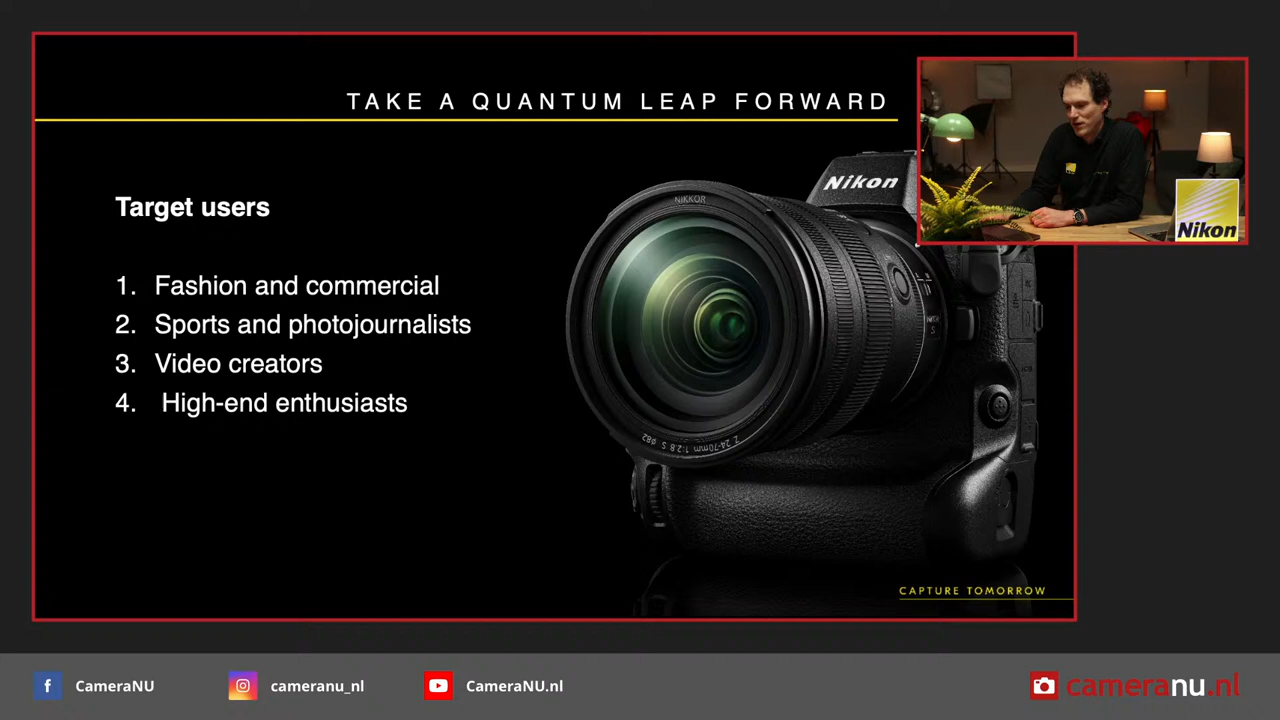 TAKE A QUANTUM LEAP FORWARD
Target users
1. Fashion and commercial
2. Sports and photojournalists
3. Video creators
4. High-end enthusiasts
Nikon
NIKKOR
Z 24-70mm 1:2.8 S ø82
CAPTURE TOMORROW
Nikon
CameraNU
cameranu_nl
CameraNU.nl
cameranu.nl